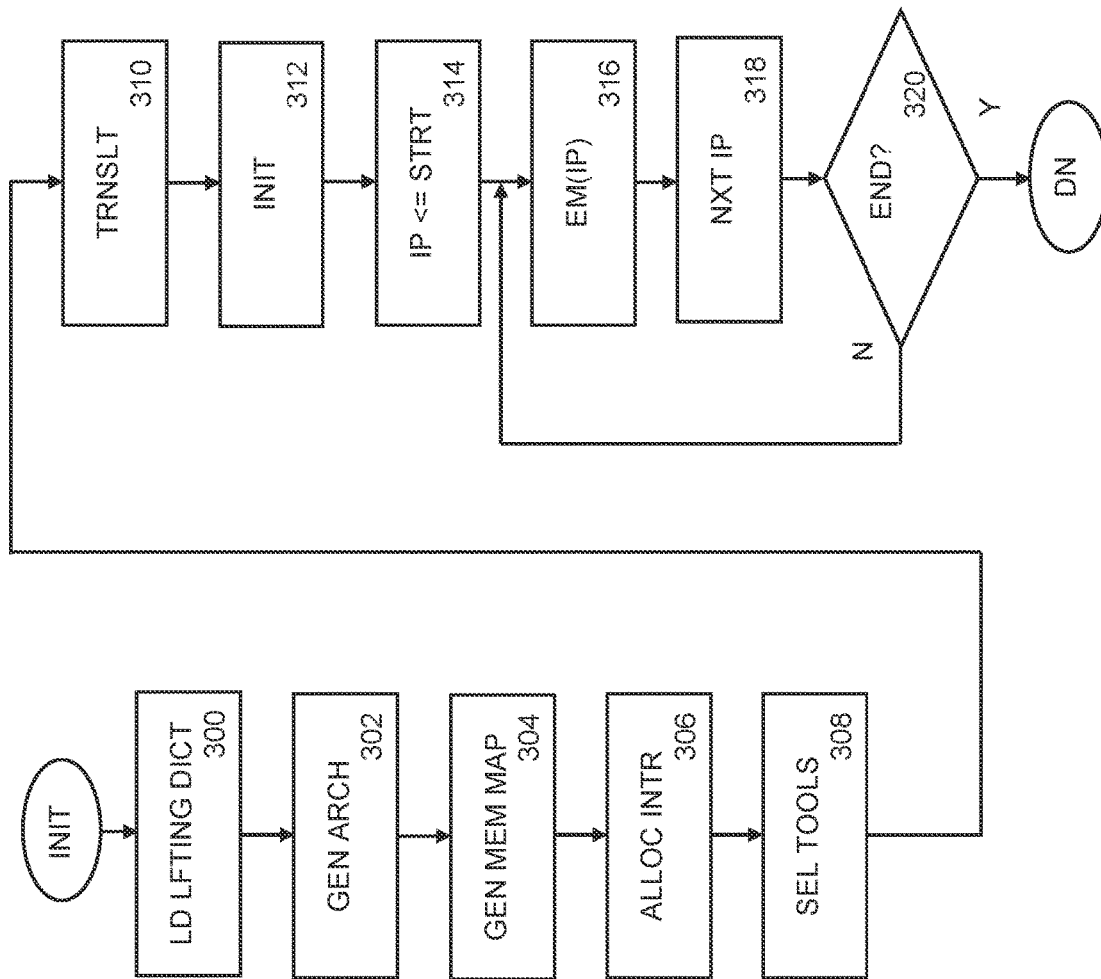 INIT
LD LFTING DICT
300
GEN ARCH
302
GEN MEM MAP
304
ALLOC INTR
306
SEL TOOLS
308
TRNSLT
310
INIT
312
IP <= STRT
314
EM(IP)
316
NXT IP
318
END?
320
N
Y
DN